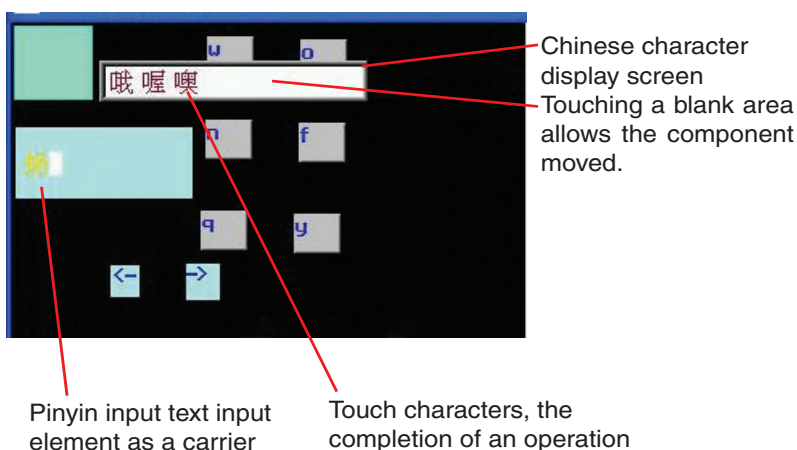 w o
哦喔噢
n f
q y
<- ->
Chinese character
display screen
Touching a blank area
allows the component
moved.
Pinyin input text input
element as a carrier
Touch characters, the
completion of an operation